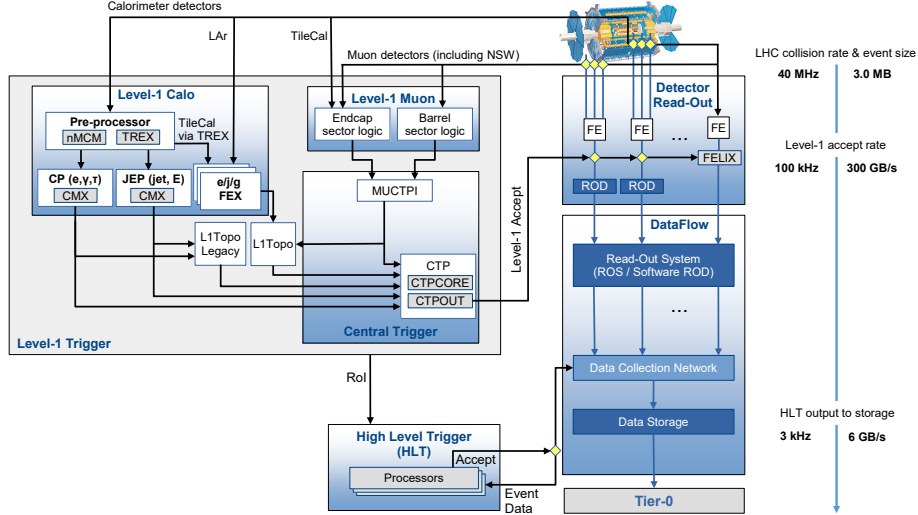 Calorimeter detectors
LAr
TileCal
Muon detectors (including NSW)
LHC collision rate & event size
40 MHz 3.0 MB
Level-1 Calo
Pre-processor
nMCM TREX
TileCal
via TREX
CP (e,γ,τ)
CMX
JEP (jet, E)
CMX
e/j/g
FEX
Level-1 Muon
Endcap
sector logic
Barrel
sector logic
Detector
Read-Out
FE
FE
...
FE
FELIX
ROD
ROD
Level-1 accept rate
100 kHz 300 GB/s
MUCTPI
L1Topo
Legacy
L1Topo
CTP
CTPCORE
CTPOUT
Central Trigger
Level-1 Trigger
Level-1 Accept
DataFlow
Read-Out System
(ROS / Software ROD)
...
Data Collection Network
Data Storage
Tier-0
RoI
High Level Trigger
(HLT)
Accept
Processors
Event
Data
HLT output to storage
3 kHz 6 GB/s